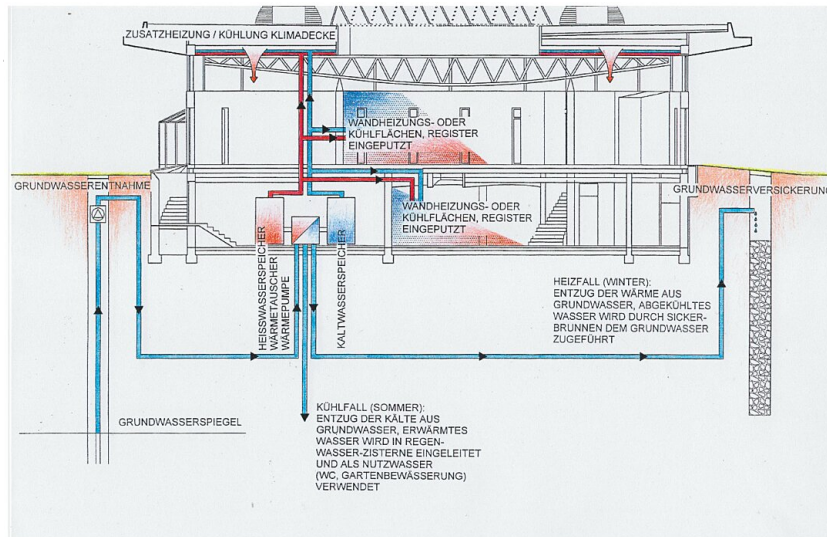 ZUSATZHEIZUNG / KÜHLUNG KLIMADECKE
WANDHEIZUNGS- ODER
KÜHLFLÄCHEN, REGISTER
EINGEPUTZT
GRUNDWASSERENTNAHME
GRUNDWASSERVERSICKERUNG
WANDHEIZUNGS- ODER
KÜHLFLÄCHEN, REGISTER
EINGEPUTZT
HEISSWASSERSPEICHER
WÄRMETAUSCHER
WÄRMEPUMPE
KALTWASSERSPEICHER
HEIZFALL (WINTER):
ENTZUG DER WÄRME AUS
GRUNDWASSER, ABGEKÜHLTES
WASSER WIRD DURCH SICKER-
BRUNNEN DEM GRUNDWASSER
ZUGEFÜHRT
GRUNDWASSERSPIEGEL
KÜHLFALL (SOMMER):
ENTZUG DER KÄLTE AUS
GRUNDWASSER, ERWÄRMTES
WASSER WIRD IN REGEN-
WASSER-ZISTERNE EINGELEITET
UND ALS NUTZWASSER
(WC, GARTENBEWÄSSERUNG)
VERWENDET